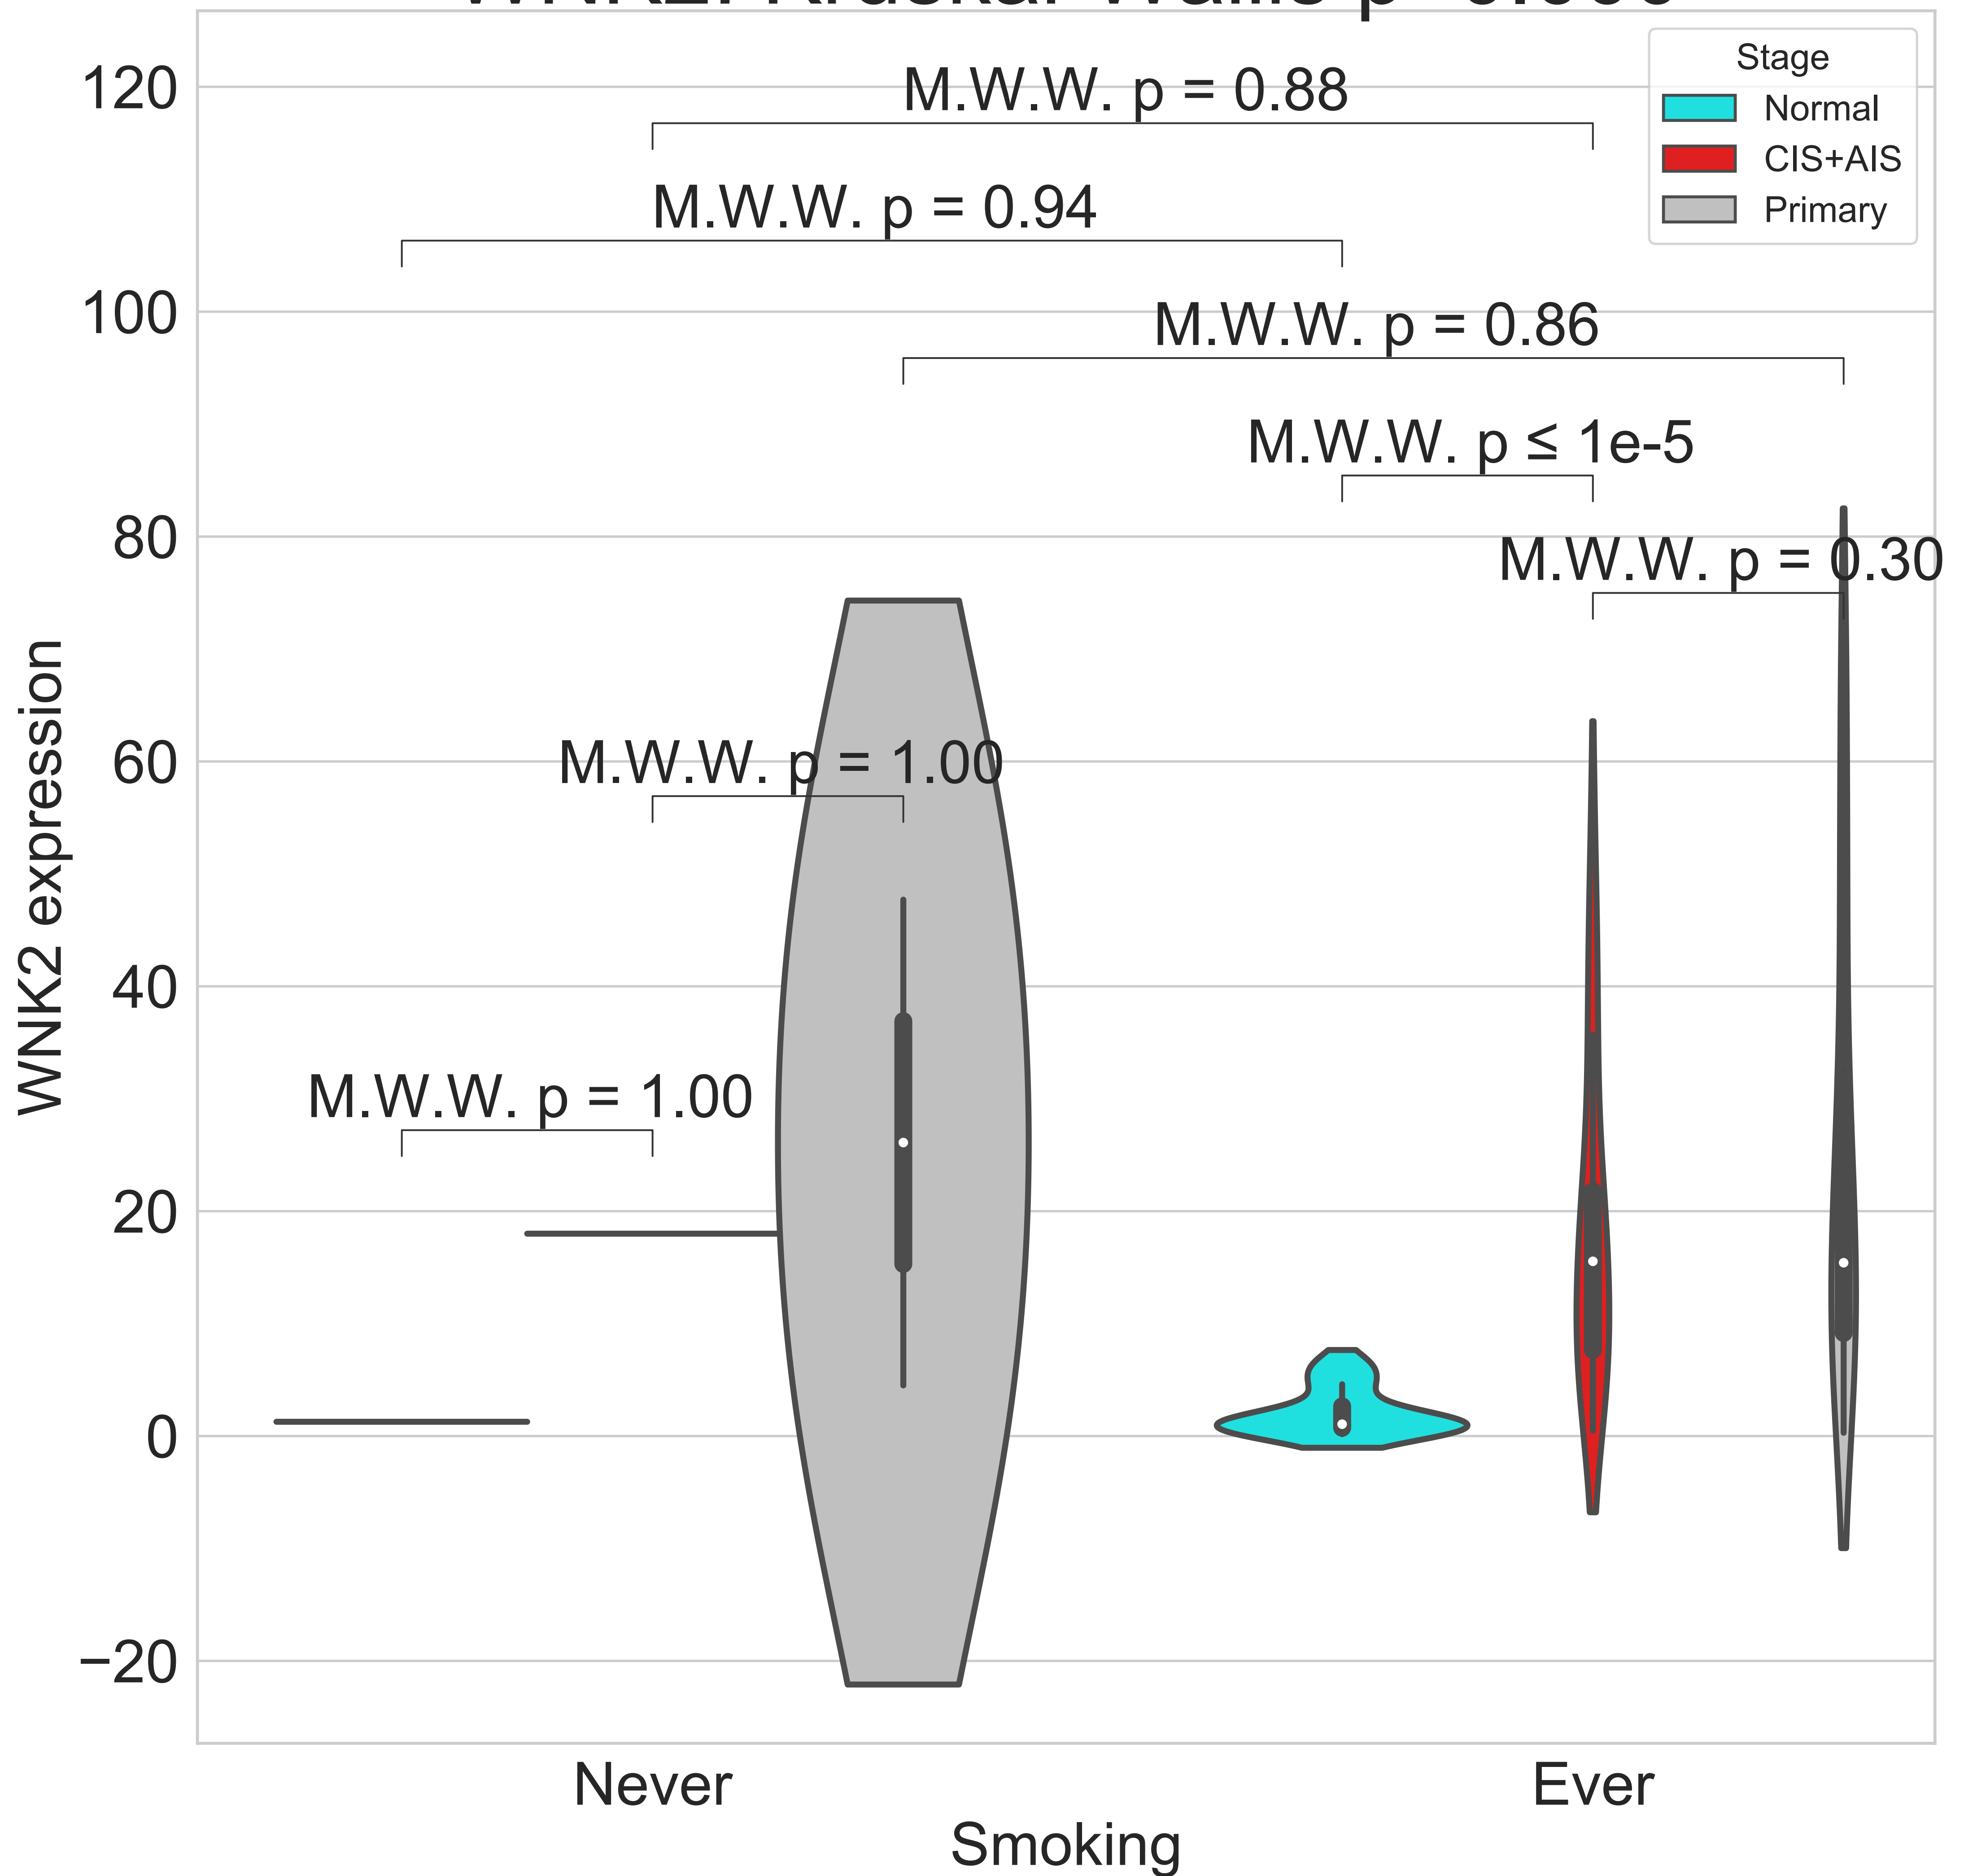 120
100
80
60
40
20
0
−20
WNK2 expression
M.W.W. p = 0.88
M.W.W. p = 0.94
M.W.W. p = 0.86
M.W.W. p ≤ 1e-5
M.W.W. p = 0.30
M.W.W. p = 1.00
M.W.W. p = 1.00
Stage
Normal
CIS+AIS
Primary
Never
Ever
Smoking